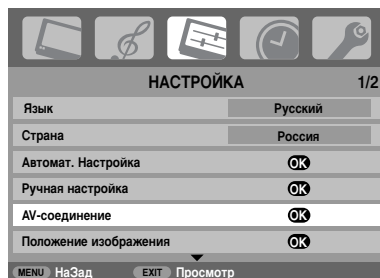 НАСТРОЙКА 1/2
Язык Русский
Страна Россия
Автомат. Настройка OK
Ручная настройка OK
AV-соединение OK
Положение изображения OK
MENU НаЗад EXIT Просмотр